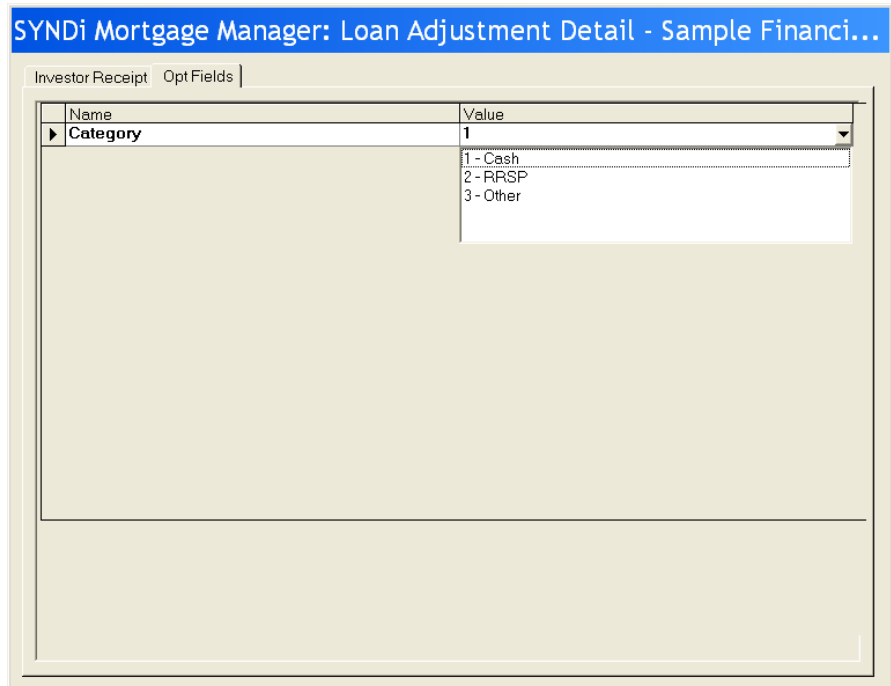 SYNDi Mortgage Manager: Loan Adjustment Detail - Sample Financi...
Investor Receipt Opt Fields
Name Value
Category 1
1 - Cash
2 - RRSP
3 - Other